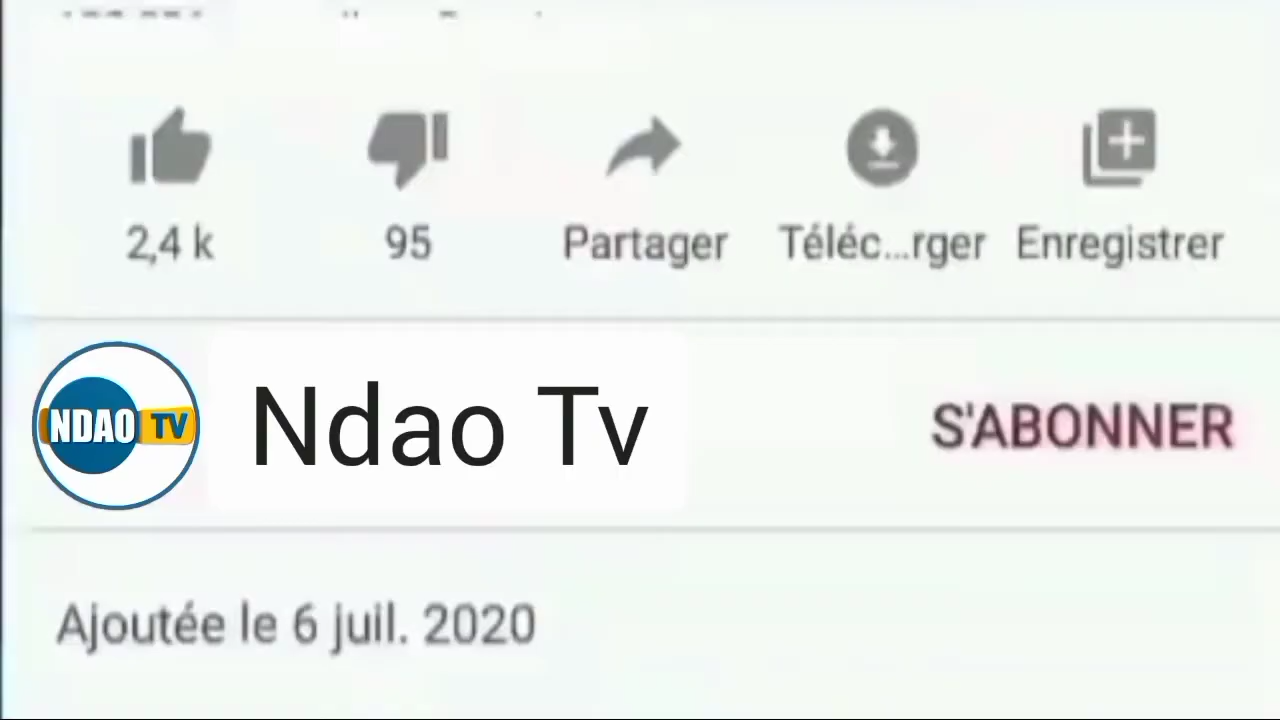 2,4 k 95 Partager Téléc...rger Enregistrer
NDAO TV Ndao Tv S'ABONNER
Ajoutée le 6 juil. 2020